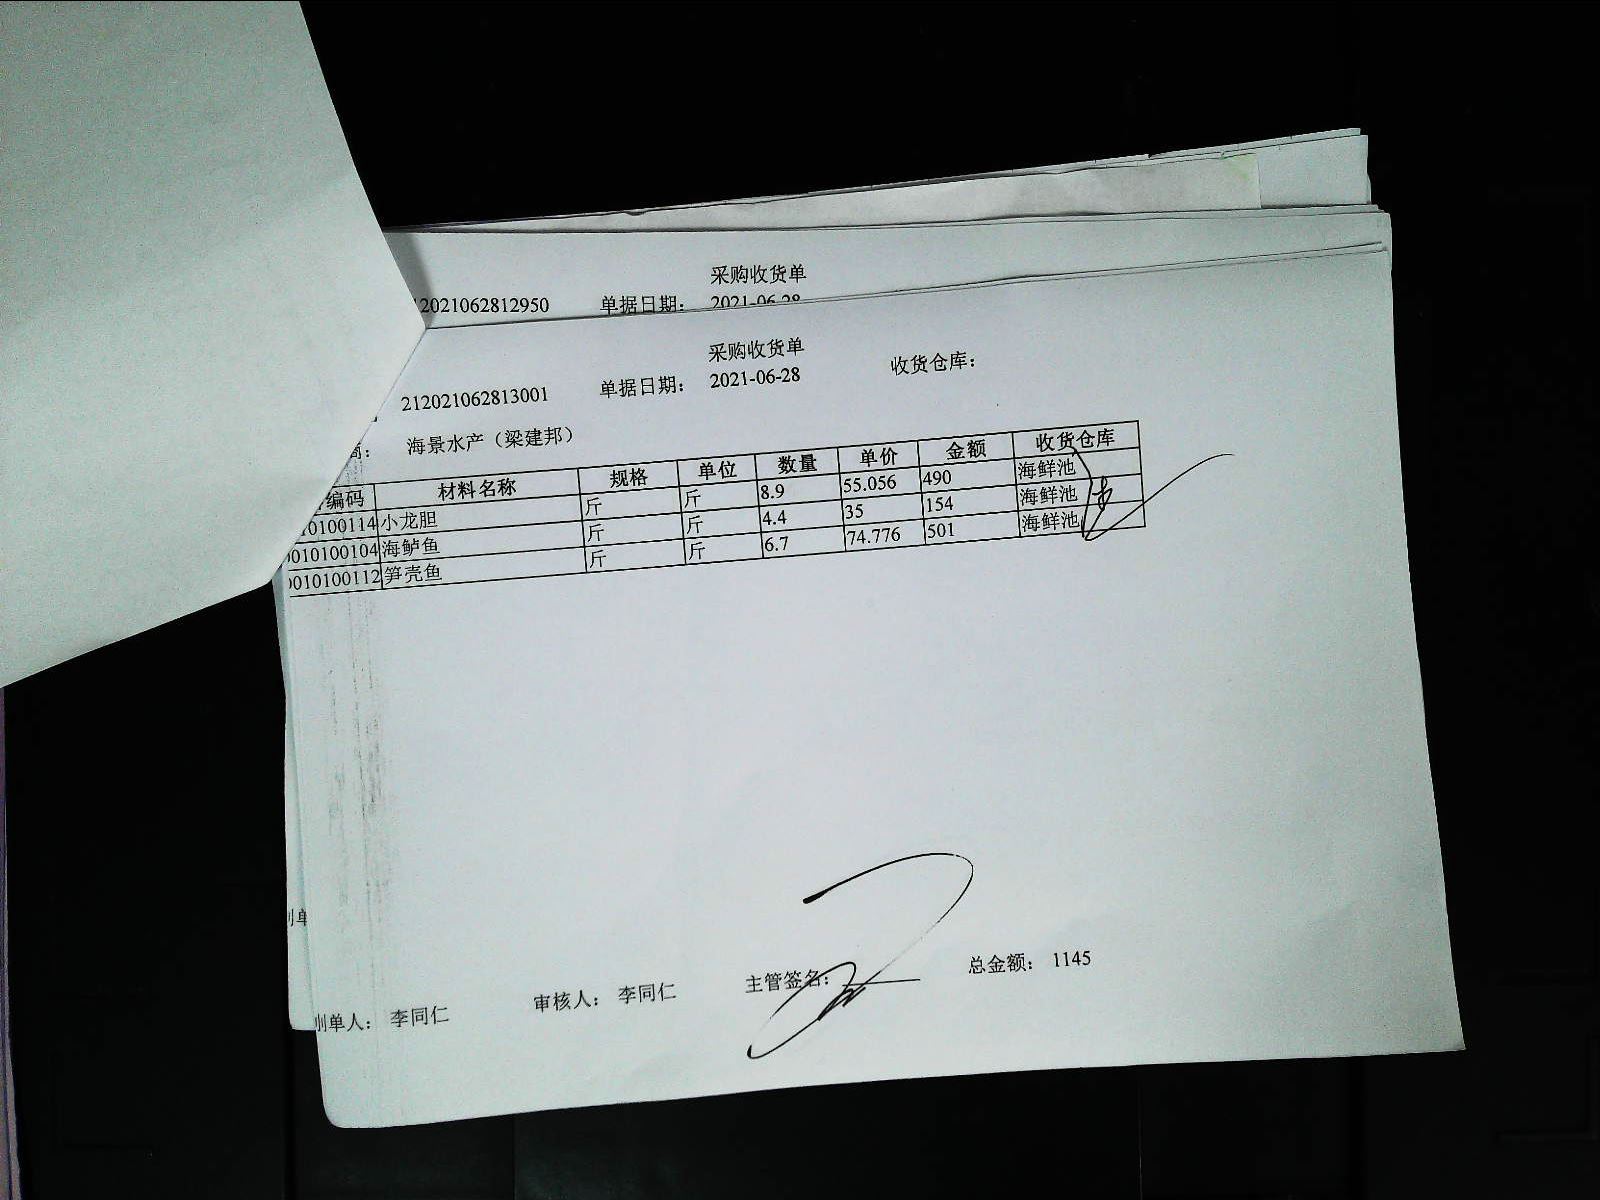 采购收货单
2021062812950 单据日期： 2021-06-28
采购收货单
212021062813001 单据日期： 2021-06-28 收货仓库：
商： 海景水产（梁建邦）
编码 材料名称 规格 单位 数量 单价 金额 收货仓库
10100114 小龙胆 斤 斤 8.9 55.056 490 海鲜池
010100104 海鲈鱼 斤 斤 4.4 35 154 海鲜池
010100112 笋壳鱼 斤 斤 6.7 74.776 501 海鲜池
制单
制单人： 李同仁 审核人： 李同仁 主管签名： 总金额： 1145